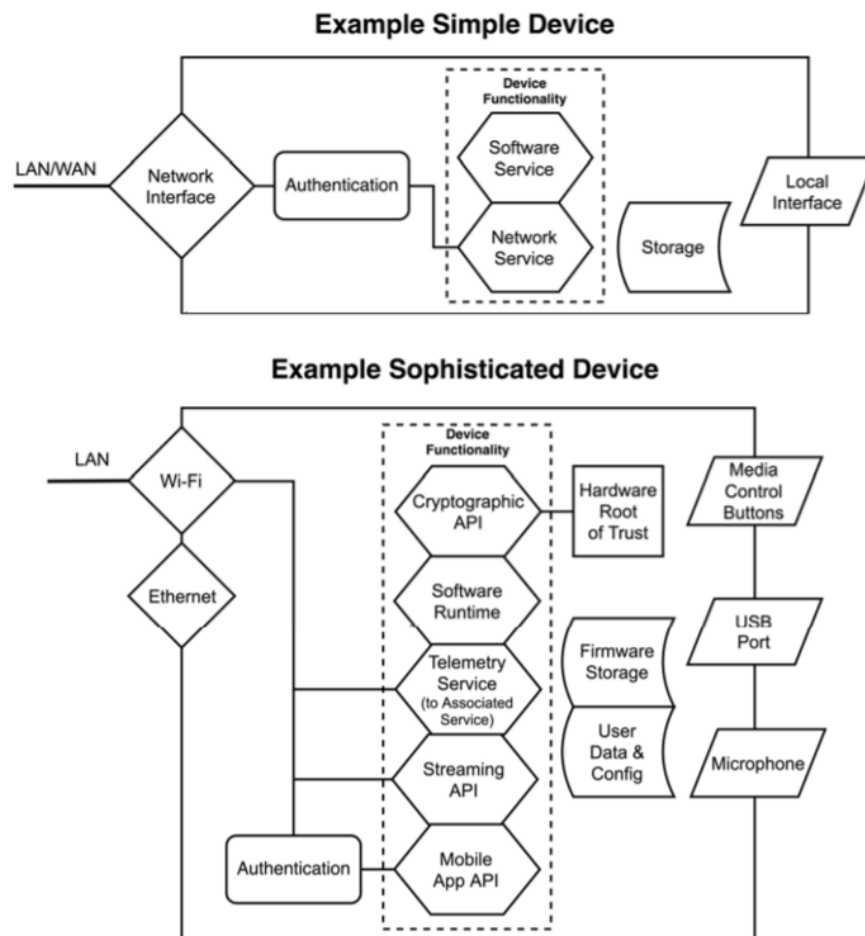 Example Simple Device
Device
Functionality
LAN/WAN
Network
Interface
Authentication
Software
Service
Network
Service
Storage
Local
Interface
Example Sophisticated Device
Device
Functionality
LAN
Wi-Fi
Ethernet
Cryptographic
API
Hardware
Root
of Trust
Media
Control
Buttons
Software
Runtime
USB
Port
Telemetry
Service
(to Associated
Service)
Firmware
Storage
User
Data &
Config
Streaming
API
Microphone
Authentication
Mobile
App API